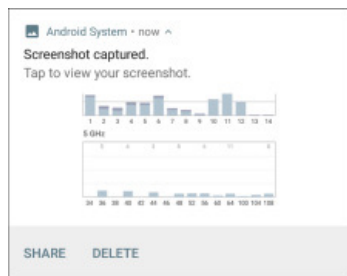 Android System • now ^
Screenshot captured.
Tap to view your screenshot.
1 2 3 4 5 6 7 8 9 10 11 12 13 14
5 GHz
34 36 38 40 42 44 46 48 52 56 60 64 100 104 108
SHARE DELETE